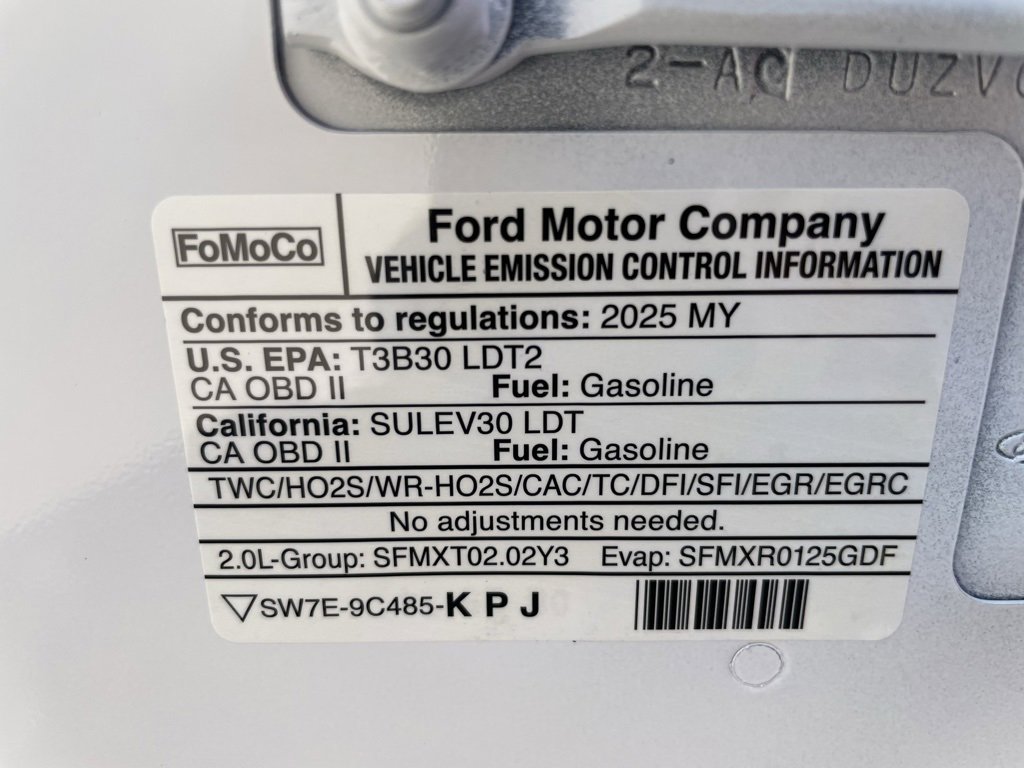 2-AC DUZV
FoMoCo
Ford Motor Company
VEHICLE EMISSION CONTROL INFORMATION
Conforms to regulations: 2025 MY
U.S. EPA: T3B30 LDT2
CA OBD II Fuel: Gasoline
California: SULEV30 LDT
CA OBD II Fuel: Gasoline
TWC/HO2S/WR-HO2S/CAC/TC/DFI/SFI/EGR/EGRC
No adjustments needed.
2.0L-Group: SFMXT02.02Y3 Evap: SFMXR0125GDF
▽SW7E-9C485-K P J